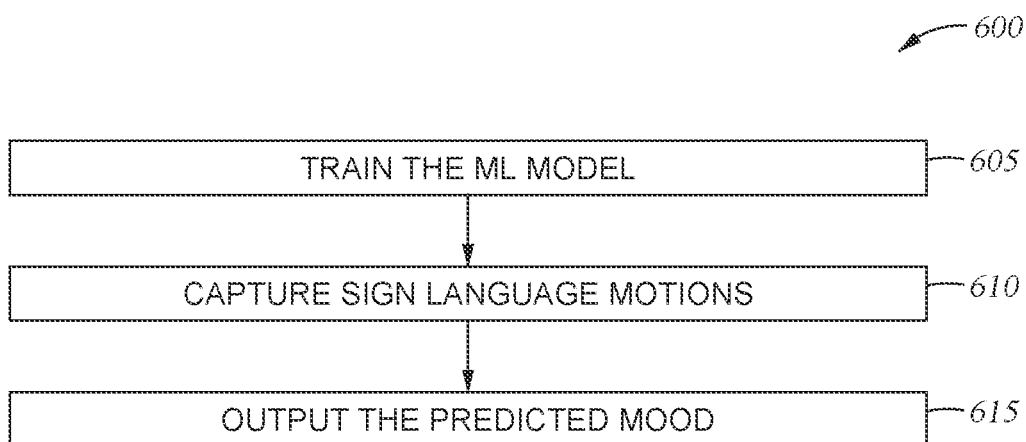 600
TRAIN THE ML MODEL 605
CAPTURE SIGN LANGUAGE MOTIONS 610
OUTPUT THE PREDICTED MOOD 615